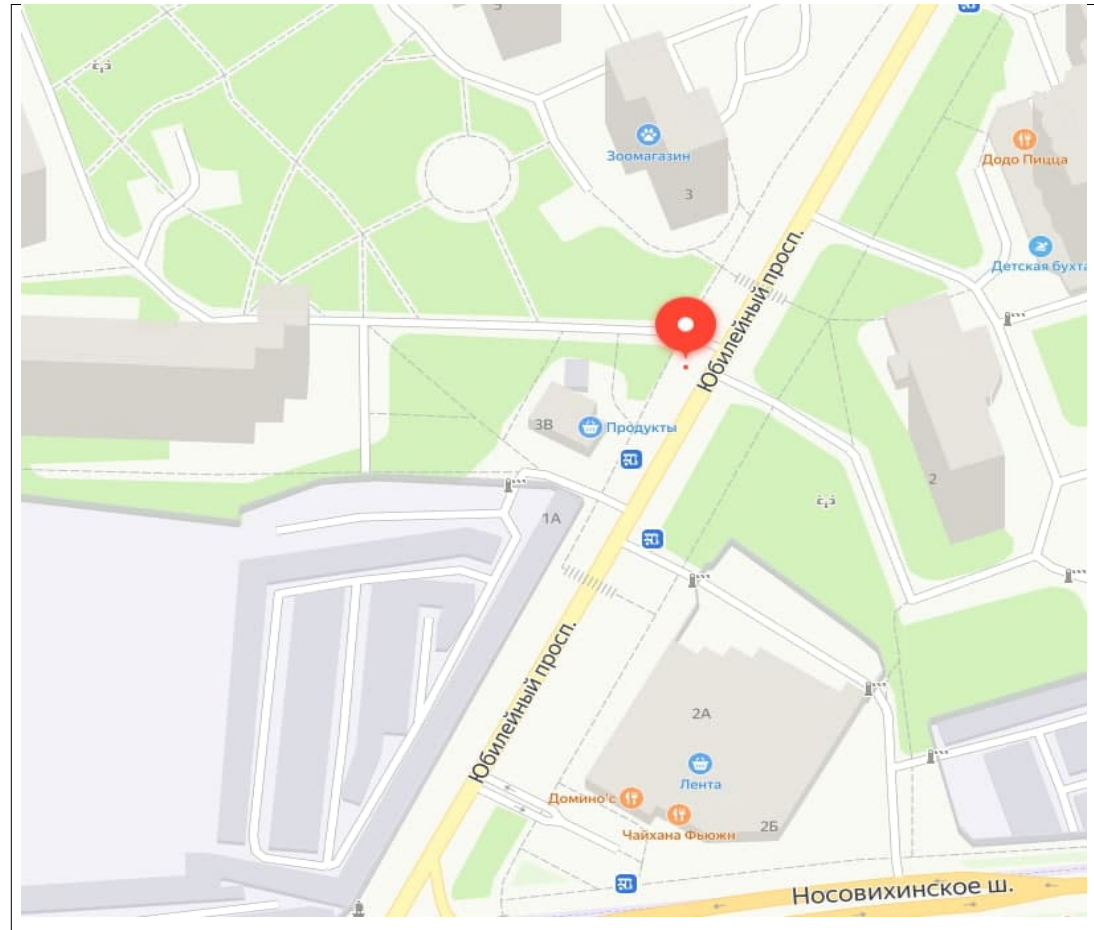 5
Зоомагазин
3
Додо Пицца
Детская бухта
Юбилейный просп.
3В
Продукты
2
1А
Юбилейный просп.
2А
Лента
Домино'с
Чайхана Фьюжн
2Б
Носовихинское ш.